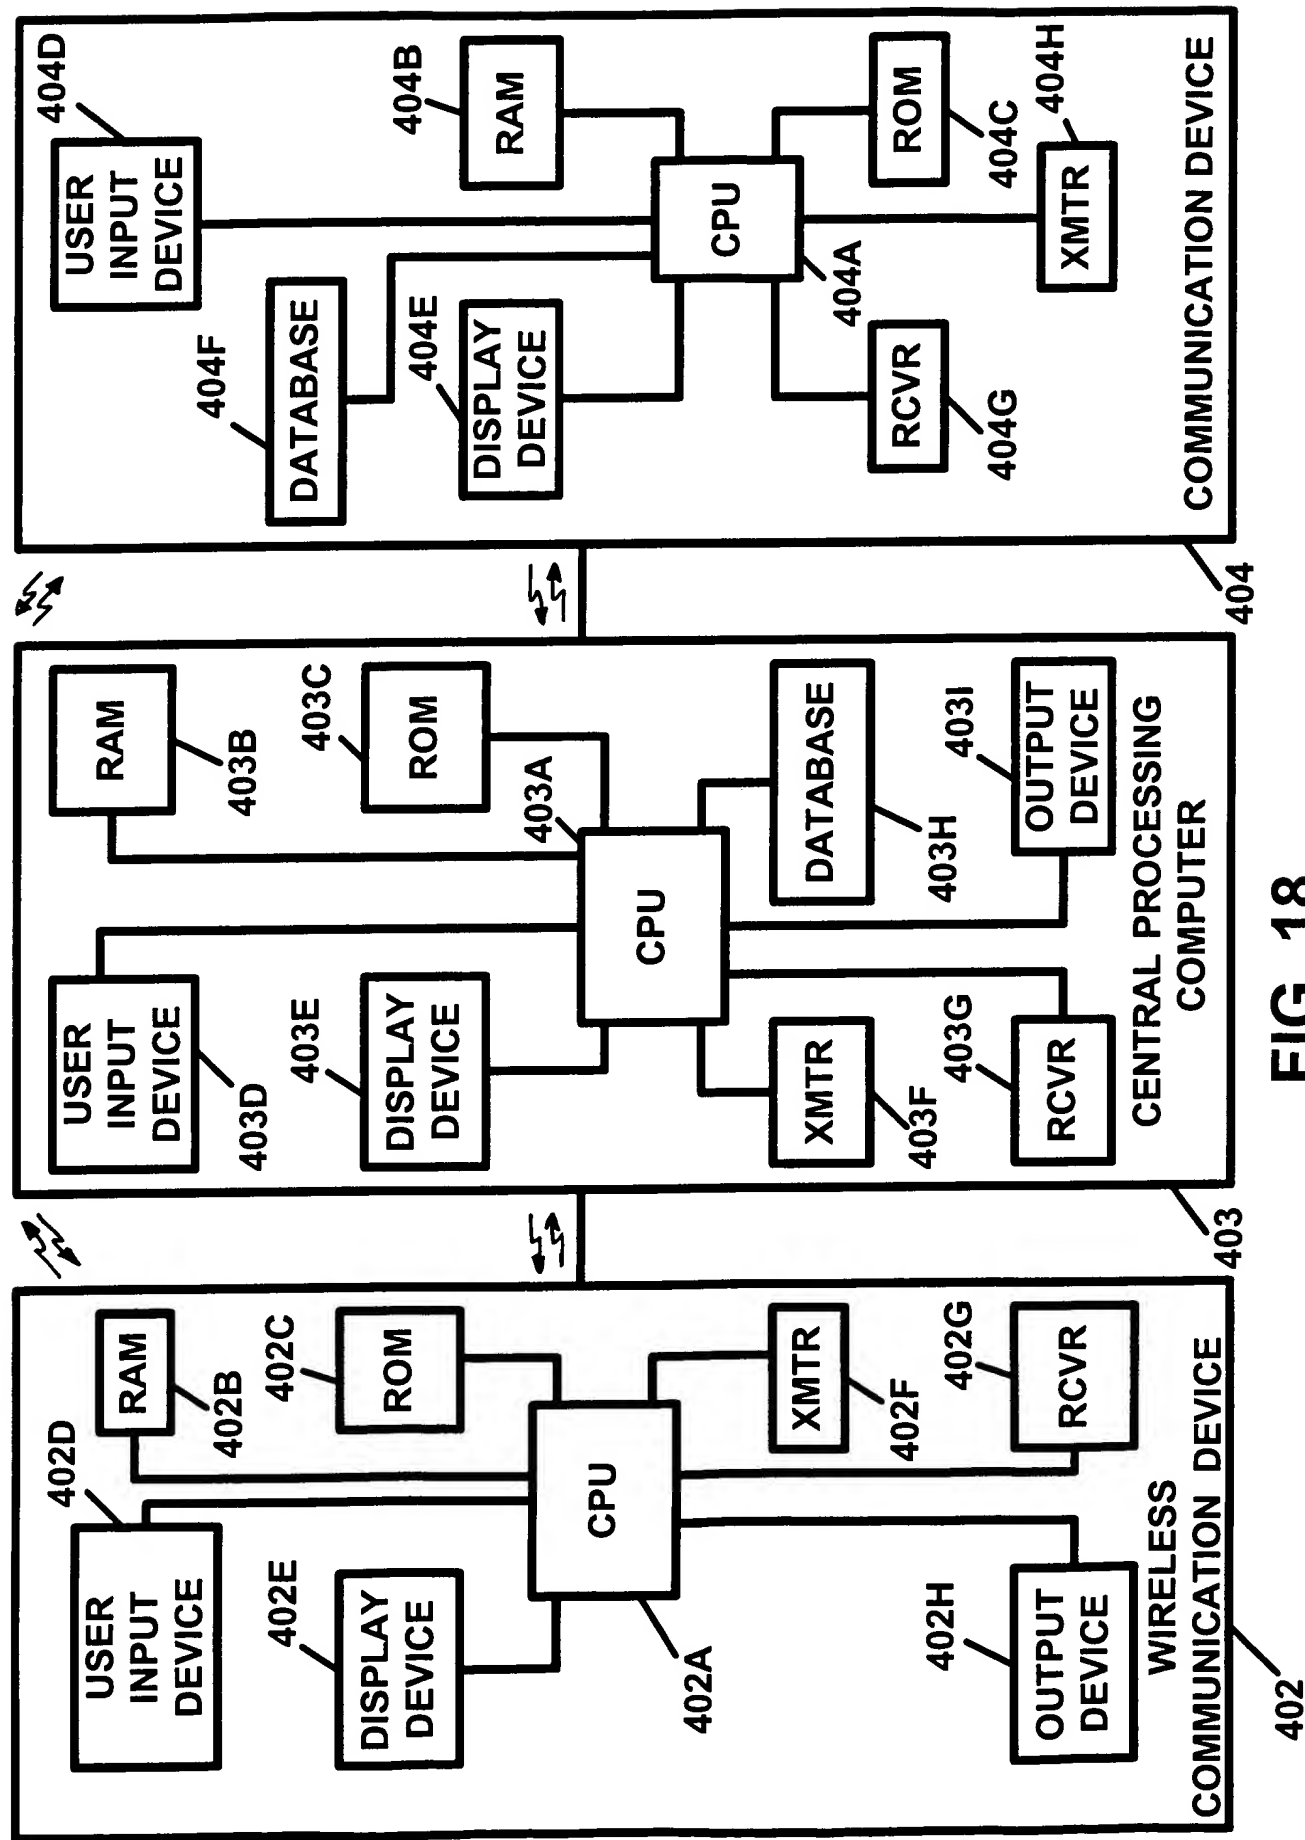 402D
USER
INPUT
DEVICE
RAM
402B
402E
DISPLAY
DEVICE
402C
ROM
CPU
402A
XMTR
402F
402H
OUTPUT
DEVICE
402G
RCVR
WIRELESS
COMMUNICATION DEVICE
402
USER
INPUT
DEVICE
403D
RAM
403B
403E
DISPLAY
DEVICE
403C
ROM
403A
CPU
XMTR
403F
DATABASE
403H
403G
RCVR
403I
OUTPUT
DEVICE
CENTRAL PROCESSING
COMPUTER
403
404D
USER
INPUT
DEVICE
404F
DATABASE
404E
DISPLAY
DEVICE
404B
RAM
CPU
404A
RCVR
404G
ROM
404C
404H
XMTR
COMMUNICATION DEVICE
404
FIG. 18